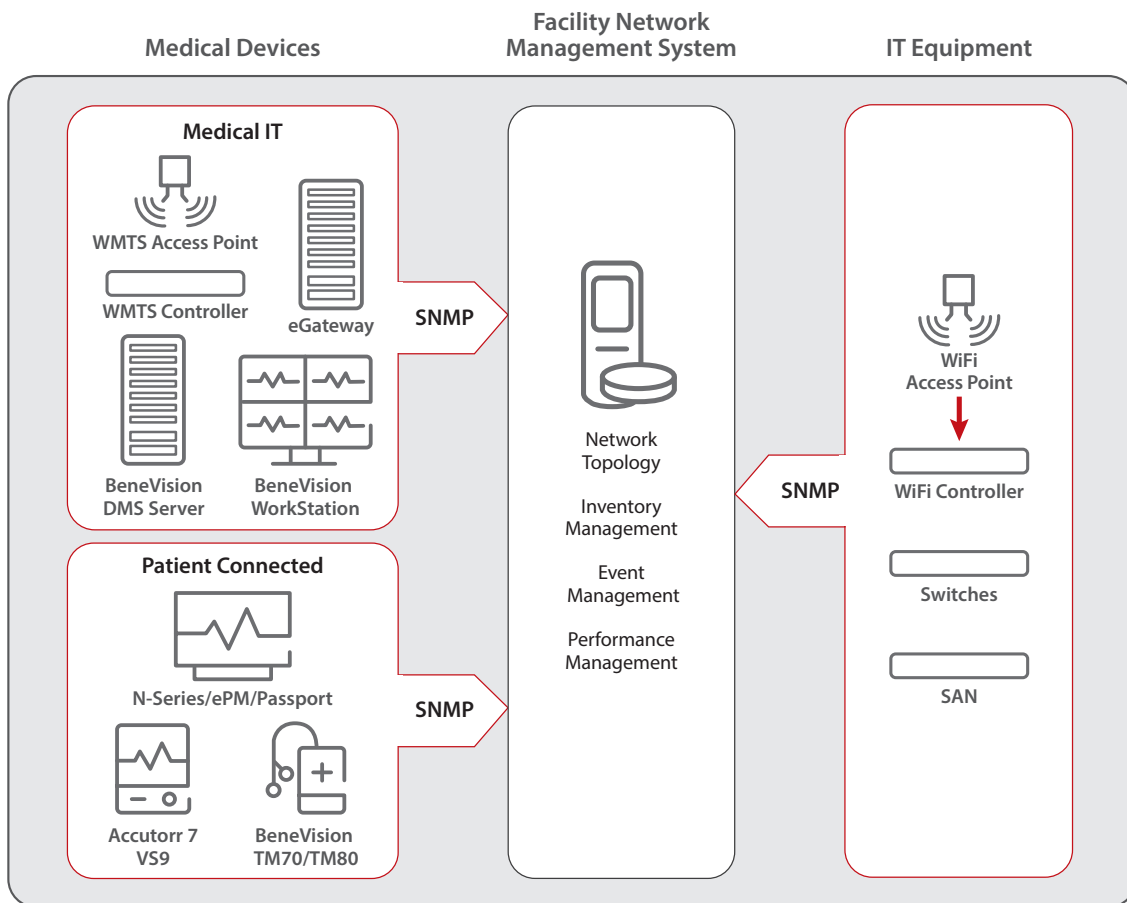 Medical Devices
Facility Network
Management System
IT Equipment
Medical IT
WMTS Access Point
WMTS Controller
eGateway
BeneVision
DMS Server
BeneVision
WorkStation
SNMP
Patient Connected
N-Series/ePM/Passport
Accutorr 7
VS9
BeneVision
TM70/TM80
SNMP
Network
Topology
Inventory
Management
Event
Management
Performance
Management
SNMP
WiFi
Access Point
WiFi Controller
Switches
SAN